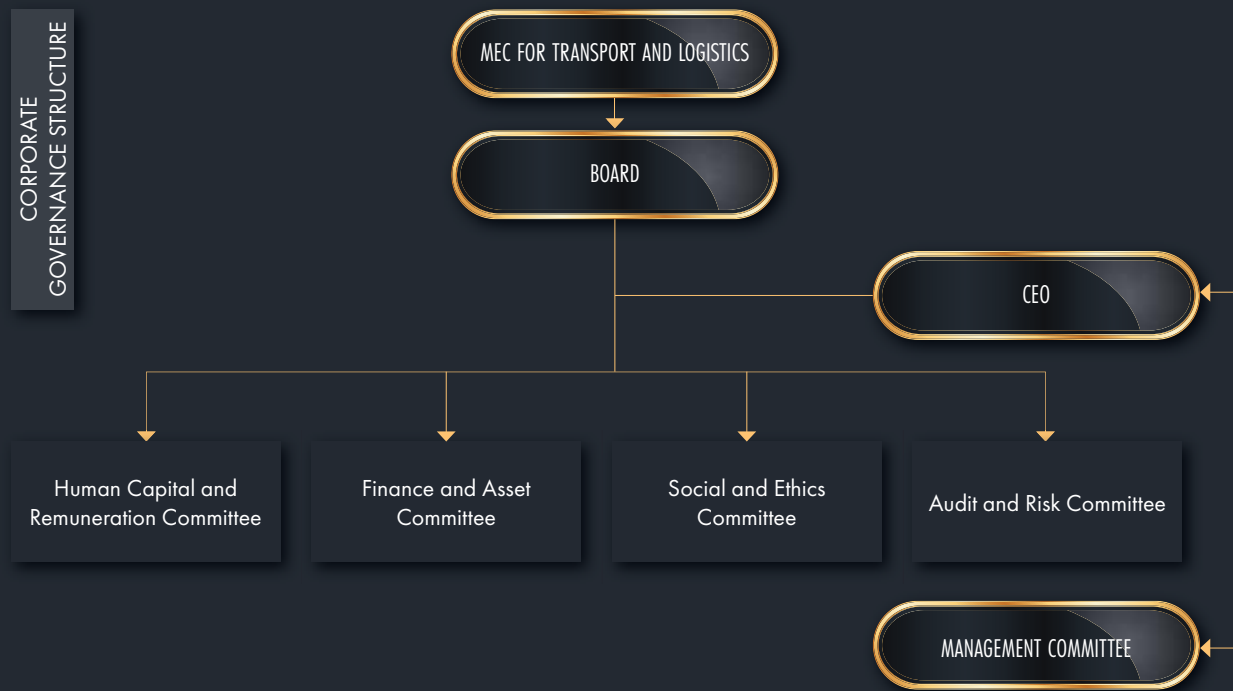 CORPORATE
GOVERNANCE STRUCTURE
MEC FOR TRANSPORT AND LOGISTICS
BOARD
CEO
Human Capital and
Remuneration Committee
Finance and Asset
Committee
Social and Ethics
Committee
Audit and Risk Committee
MANAGEMENT COMMITTEE